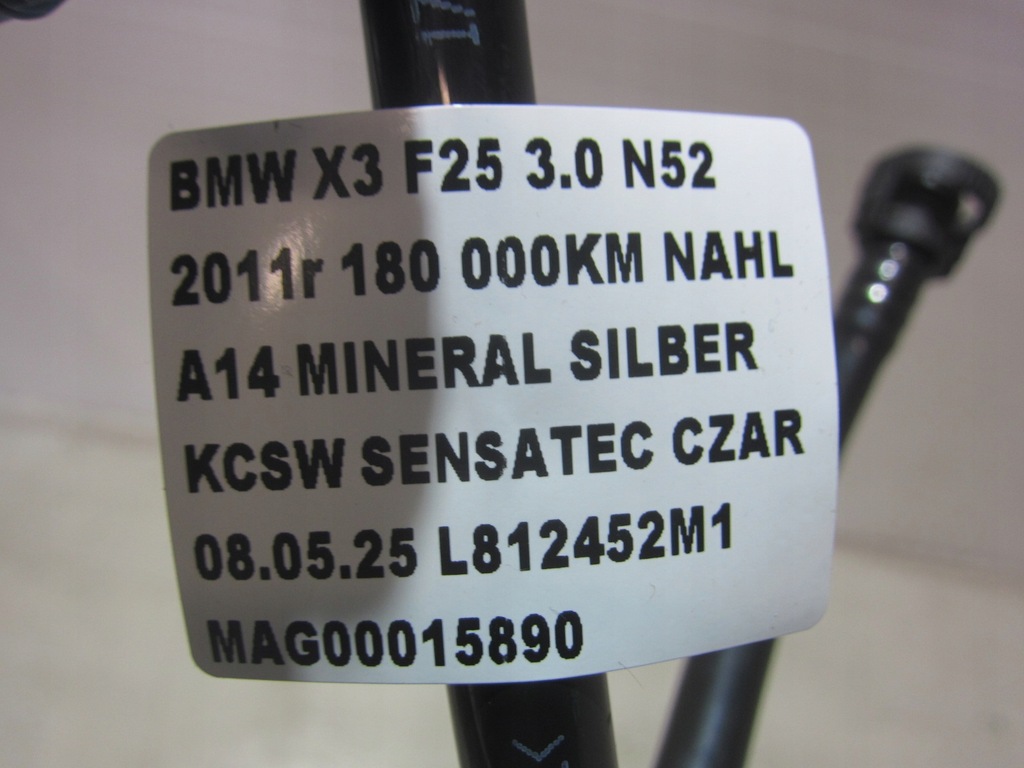 BMW X3 F25 3.0 N52
2011r 180 000KM NAHL
A14 MINERAL SILBER
KCSW SENSATEC CZAR
08.05.25 L812452M1
MAG00015890